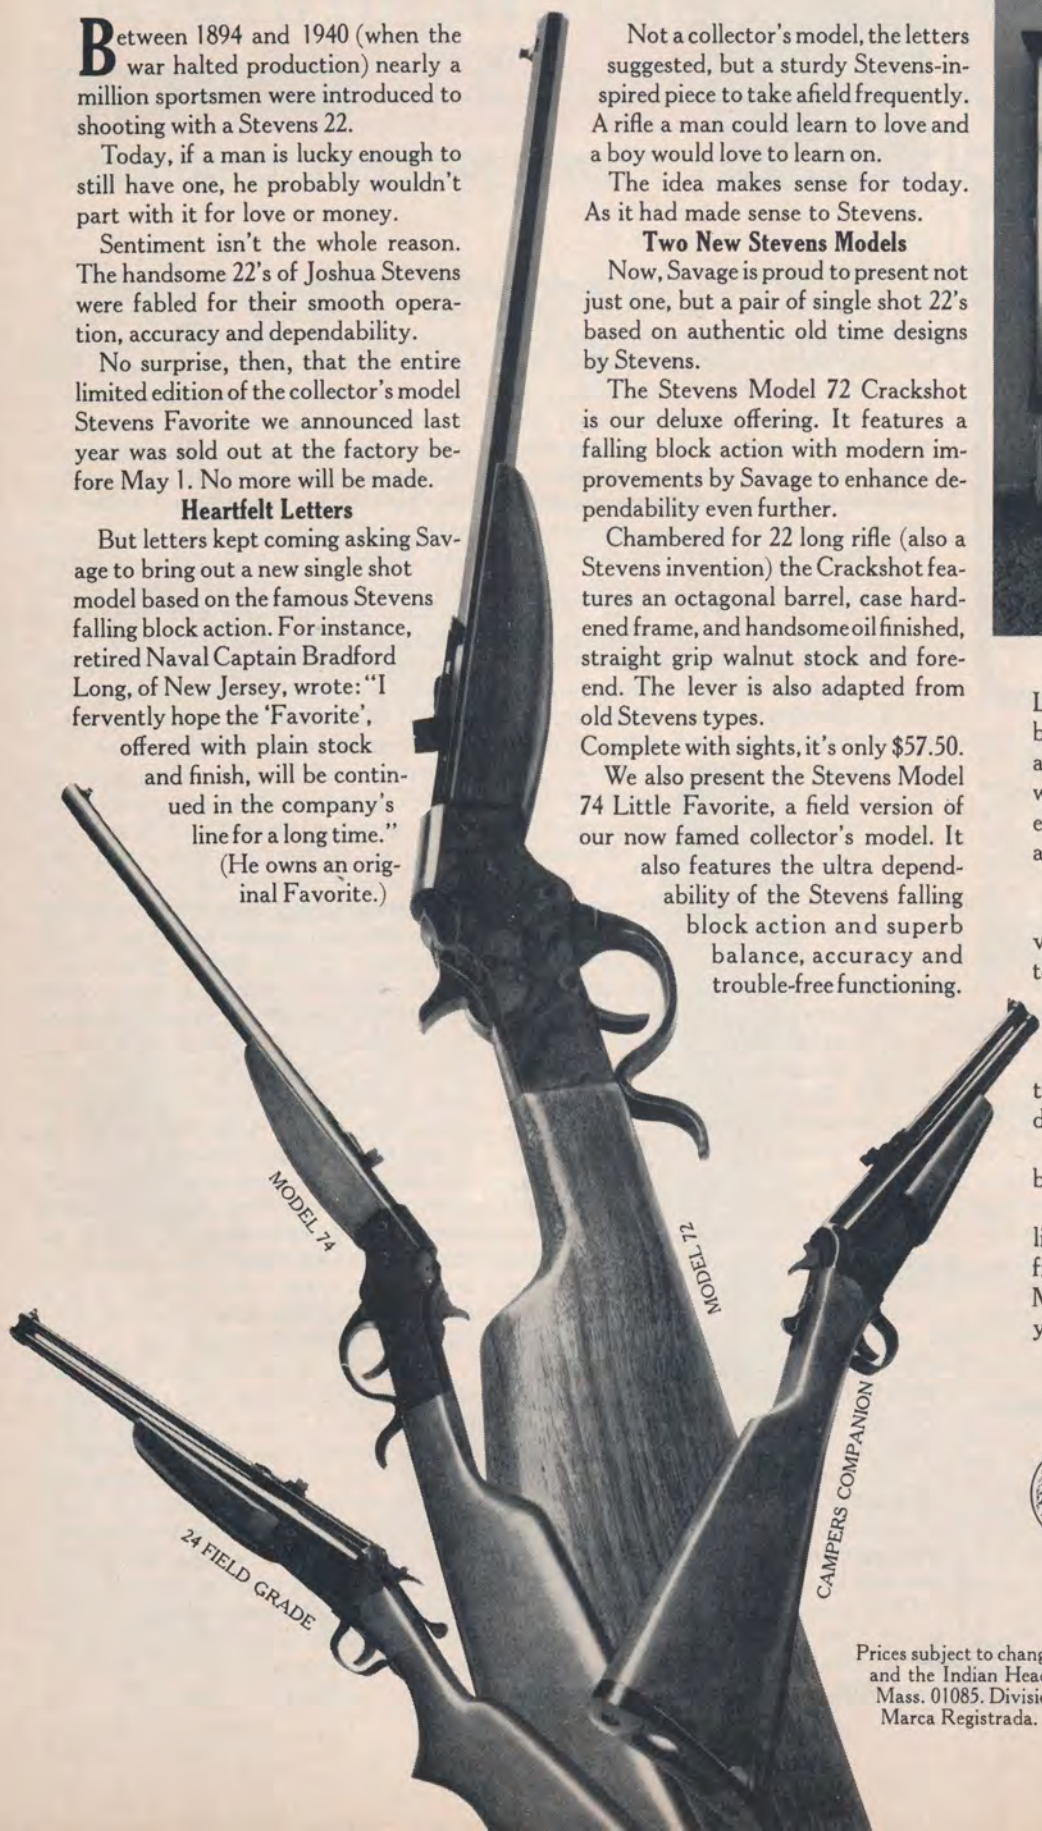 Between 1894 and 1940 (when the
war halted production) nearly a
million sportsmen were introduced to
shooting with a Stevens 22.
Today, if a man is lucky enough to
still have one, he probably wouldn't
part with it for love or money.
Sentiment isn't the whole reason.
The handsome 22's of Joshua Stevens
were fabled for their smooth opera-
tion, accuracy and dependability.
No surprise, then, that the entire
limited edition of the collector's model
Stevens Favorite we announced last
year was sold out at the factory be-
fore May 1. No more will be made.
Heartfelt Letters
But letters kept coming asking Sav-
age to bring out a new single shot
model based on the famous Stevens
falling block action. For instance,
retired Naval Captain Bradford
Long, of New Jersey, wrote: "I
fervently hope the 'Favorite',
offered with plain stock
and finish, will be contin-
ued in the company's
line for a long time."
(He owns an orig-
inal Favorite.)
Not a collector's model, the letters
suggested, but a sturdy Stevens-in-
spired piece to take afield frequently.
A rifle a man could learn to love and
a boy would love to learn on.
The idea makes sense for today.
As it had made sense to Stevens.
Two New Stevens Models
Now, Savage is proud to present not
just one, but a pair of single shot 22's
based on authentic old time designs
by Stevens.
The Stevens Model 72 Crackshot
is our deluxe offering. It features a
falling block action with modern im-
provements by Savage to enhance de-
pendability even further.
Chambered for 22 long rifle (also a
Stevens invention) the Crackshot fea-
tures an octagonal barrel, case hard-
ened frame, and handsome oil finished,
straight grip walnut stock and fore-
end. The lever is also adapted from
old Stevens types.
Complete with sights, it's only $57.50.
We also present the Stevens Model
74 Little Favorite, a field version of
our now famed collector's model. It
also features the ultra depend-
ability of the Stevens falling
block action and superb
balance, accuracy and
trouble-free functioning.
MODEL 74
MODEL 72
24 FIELD GRADE
CAMPERS COMPANION
Prices subject to chang
and the Indian Head
Mass. 01085. Divisi
Marca Registrada.